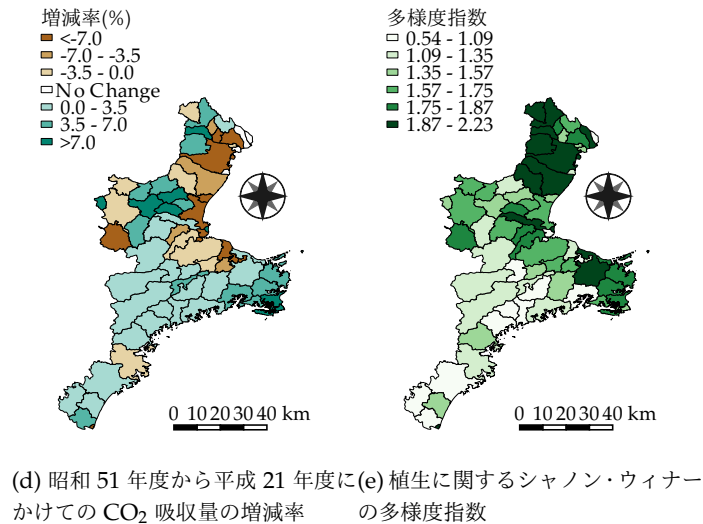 増減率(%)
<-7.0
-7.0 - -3.5
-3.5 - 0.0
No Change
0.0 - 3.5
3.5 - 7.0
>7.0
0 10 20 30 40 km
(d) 昭和 51 年度から平成 21 年度に
かけての CO₂ 吸収量の増減率
多様度指数
0.54 - 1.09
1.09 - 1.35
1.35 - 1.57
1.57 - 1.75
1.75 - 1.87
1.87 - 2.23
0 10 20 30 40 km
(e) 植生に関するシャノン・ウィナー
の多様度指数